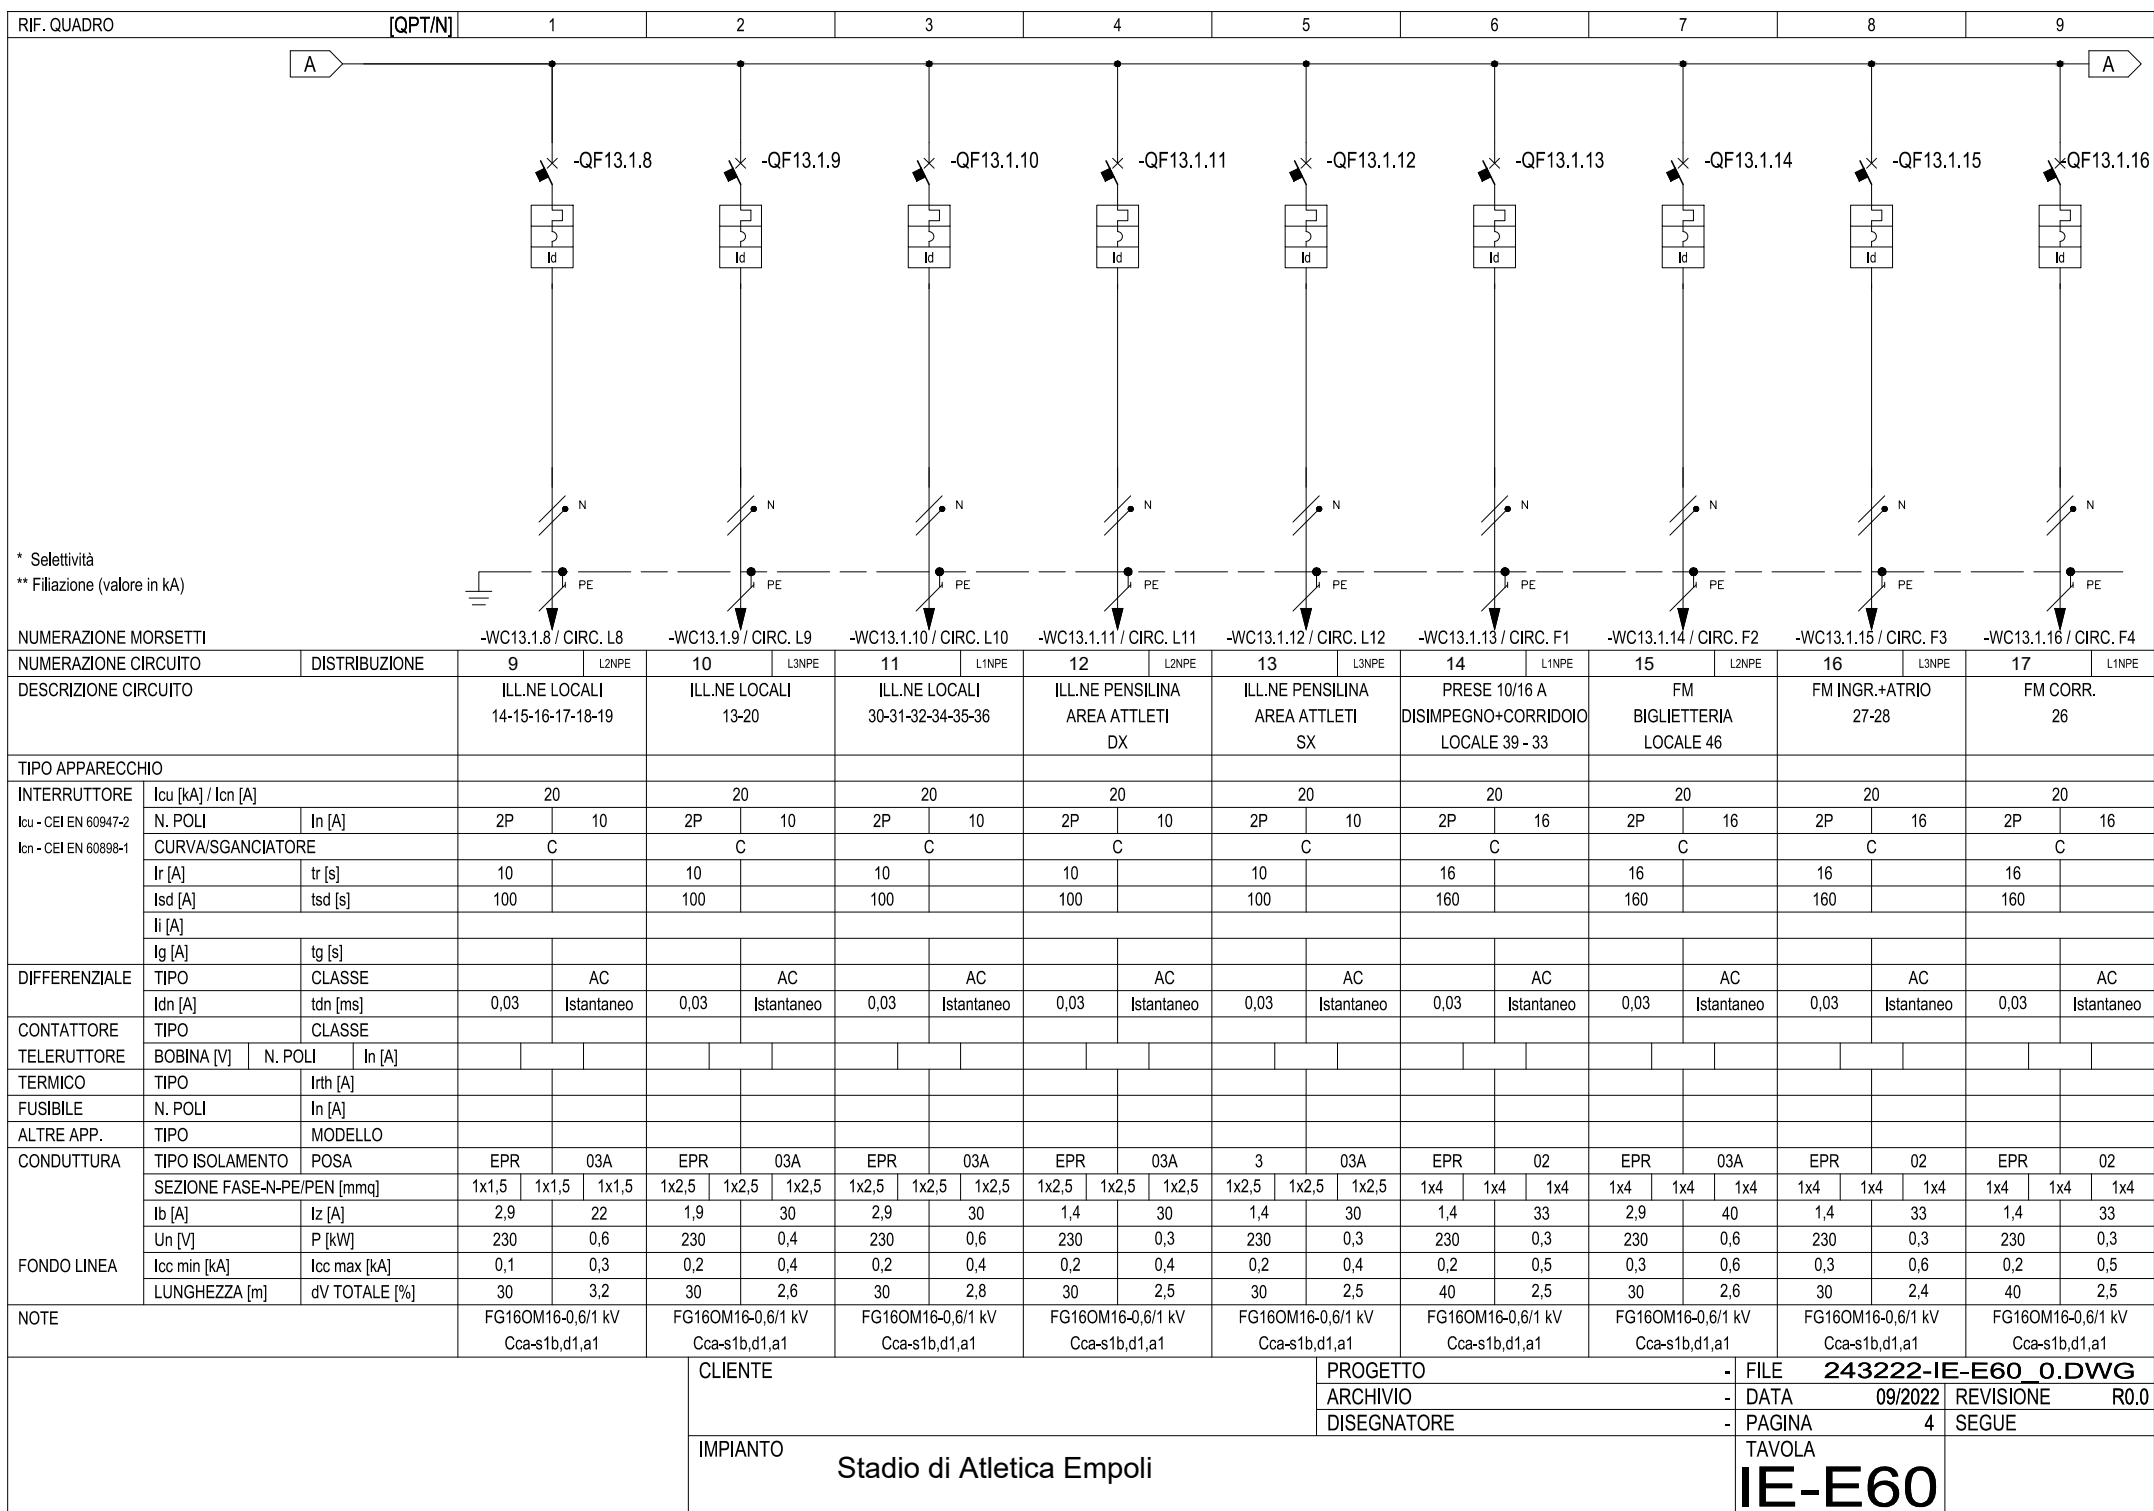 RIF. QUADRO [QPT/N] 1 2 3 4 5 6 7 8 9
A A
-QF13.1.8 -QF13.1.9 -QF13.1.10 -QF13.1.11 -QF13.1.12 -QF13.1.13 -QF13.1.14 -QF13.1.15 -QF13.1.16
Id Id Id Id Id Id Id Id Id
N N N N N N N N N
* Selettività
** Filiazione (valore in kA)
PE PE PE PE PE PE PE PE PE
NUMERAZIONE MORSETTI -WC13.1.8 / CIRC. L8 -WC13.1.9 / CIRC. L9 -WC13.1.10 / CIRC. L10 -WC13.1.11 / CIRC. L11 -WC13.1.12 / CIRC. L12 -WC13.1.13 / CIRC. F1 -WC13.1.14 / CIRC. F2 -WC13.1.15 / CIRC. F3 -WC13.1.16 / CIRC. F4
NUMERAZIONE CIRCUITO DISTRIBUZIONE 9 L2NPE 10 L3NPE 11 L1NPE 12 L2NPE 13 L3NPE 14 L1NPE 15 L2NPE 16 L3NPE 17 L1NPE
DESCRIZIONE CIRCUITO ILL.NE LOCALI ILL.NE LOCALI ILL.NE LOCALI ILL.NE PENSILINA ILL.NE PENSILINA PRESE 10/16 A FM FM INGR.+ATRIO FM CORR.
14-15-16-17-18-19 13-20 30-31-32-34-35-36 AREA ATTLETI AREA ATTLETI DISIMPEGNO+CORRIDOIO BIGLIETTERIA 27-28 26
DX SX LOCALE 39 - 33 LOCALE 46
TIPO APPARECCHIO
INTERRUTTORE Icu [kA] / Icn [A] 20 20 20 20 20 20 20 20 20
Icu - CEI EN 60947-2 N. POLI In [A] 2P 10 2P 10 2P 10 2P 10 2P 10 2P 16 2P 16 2P 16 2P 16
Icn - CEI EN 60898-1 CURVA/SGANCIATORE C C C C C C C C C
Ir [A] tr [s] 10 10 10 10 10 16 16 16 16
Isd [A] tsd [s] 100 100 100 100 100 160 160 160 160
Ii [A]
Ig [A] tg [s]
DIFFERENZIALE TIPO CLASSE AC AC AC AC AC AC AC AC AC
Idn [A] tdn [ms] 0,03 Istantaneo 0,03 Istantaneo 0,03 Istantaneo 0,03 Istantaneo 0,03 Istantaneo 0,03 Istantaneo 0,03 Istantaneo 0,03 Istantaneo 0,03 Istantaneo
CONTATTORE TIPO CLASSE
TELERUTTORE BOBINA [V] N. POLI In [A]
TERMICO TIPO Irth [A]
FUSIBILE N. POLI In [A]
ALTRE APP. TIPO MODELLO
CONDUTTURA TIPO ISOLAMENTO POSA EPR 03A EPR 03A EPR 03A EPR 03A 3 03A EPR 02 EPR 03A EPR 02 EPR 02
SEZIONE FASE-N-PE/PEN [mmq] 1x1,5 1x1,5 1x1,5 1x2,5 1x2,5 1x2,5 1x2,5 1x2,5 1x2,5 1x2,5 1x2,5 1x2,5 1x2,5 1x2,5 1x2,5 1x4 1x4 1x4 1x4 1x4 1x4 1x4 1x4 1x4 1x4 1x4 1x4
Ib [A] Iz [A] 2,9 22 1,9 30 2,9 30 1,4 30 1,4 30 1,4 33 2,9 40 1,4 33 1,4 33
Un [V] P [kW] 230 0,6 230 0,4 230 0,6 230 0,3 230 0,3 230 0,3 230 0,6 230 0,3 230 0,3
FONDO LINEA Icc min [kA] Icc max [kA] 0,1 0,3 0,2 0,4 0,2 0,4 0,2 0,4 0,2 0,4 0,2 0,5 0,3 0,6 0,3 0,6 0,2 0,5
LUNGHEZZA [m] dV TOTALE [%] 30 3,2 30 2,6 30 2,8 30 2,5 30 2,5 40 2,5 30 2,6 30 2,4 40 2,5
NOTE FG16OM16-0,6/1 kV FG16OM16-0,6/1 kV FG16OM16-0,6/1 kV FG16OM16-0,6/1 kV FG16OM16-0,6/1 kV FG16OM16-0,6/1 kV FG16OM16-0,6/1 kV FG16OM16-0,6/1 kV FG16OM16-0,6/1 kV
Cca-s1b,d1,a1 Cca-s1b,d1,a1 Cca-s1b,d1,a1 Cca-s1b,d1,a1 Cca-s1b,d1,a1 Cca-s1b,d1,a1 Cca-s1b,d1,a1 Cca-s1b,d1,a1 Cca-s1b,d1,a1
CLIENTE PROGETTO - FILE 243222-IE-E60_0.DWG
ARCHIVIO - DATA 09/2022 REVISIONE R0.0
DISEGNATORE - PAGINA 4 SEGUE
IMPIANTO Stadio di Atletica Empoli TAVOLA
IE-E60